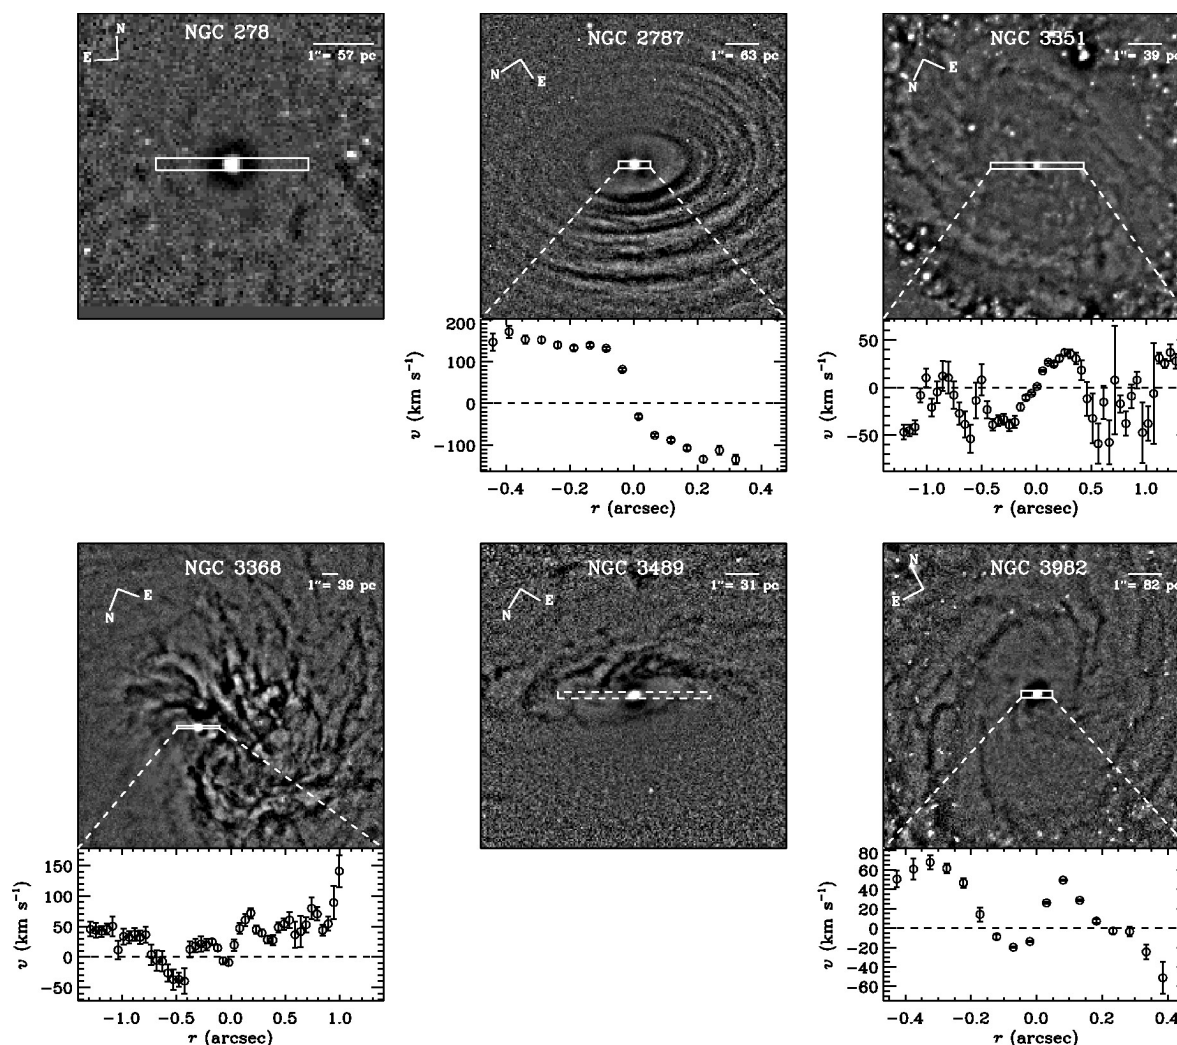 NGC 278
N
E
1"= 57 pc
NGC 2787
N
E
1"= 63 pc
NGC 3351
N
E
1"= 39 pc
200
100
0
−100
v (km s⁻¹)
−0.4 −0.2 0.0 0.2 0.4
r (arcsec)
50
0
−50
v (km s⁻¹)
−1.0 −0.5 0.0 0.5 1.0
r (arcsec)
NGC 3368
N
E
1"= 39 pc
NGC 3489
N
E
1"= 31 pc
NGC 3982
N
E
1"= 82 pc
150
100
50
0
−50
v (km s⁻¹)
−1.0 −0.5 0.0 0.5 1.0
r (arcsec)
80
60
40
20
0
−20
−40
−60
v (km s⁻¹)
−0.4 −0.2 0.0 0.2 0.4
r (arcsec)